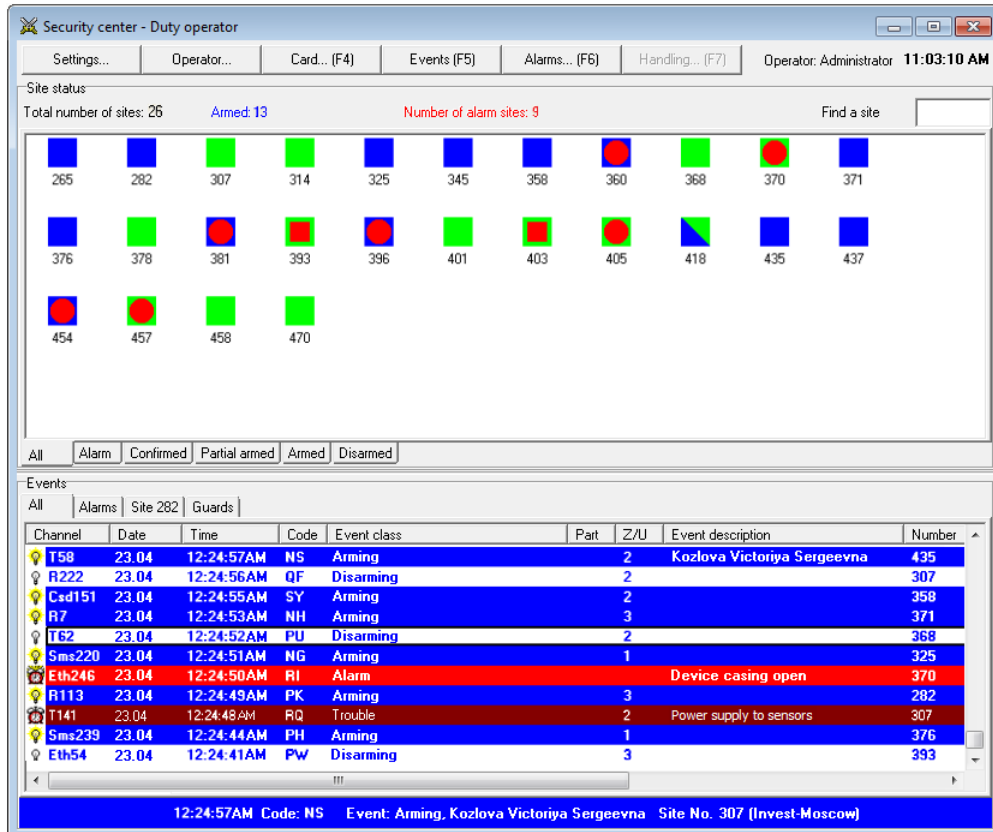 Security center - Duty operator
Settings... Operator... Card... (F4) Events (F5) Alarms... (F6) Handling... (F7) Operator: Administrator 11:03:10 AM
Site status
Total number of sites: 26 Armed: 13 Number of alarm sites: 9 Find a site
265 282 307 314 325 345 358 360 368 370 371
376 378 381 393 396 401 403 405 418 435 437
454 457 458 470
All Alarm Confirmed Partial armed Armed Disarmed
Events
All Alarms Site 282 Guards
Channel Date Time Code Event class Part Z/U Event description Number
T58 23.04 12:24:57AM NS Arming 2 Kozlova Victoriya Sergeevna 435
R222 23.04 12:24:56AM QF Disarming 2 307
Csd151 23.04 12:24:55AM SY Arming 2 358
R7 23.04 12:24:53AM NH Arming 3 371
T62 23.04 12:24:52AM PU Disarming 2 368
Sms220 23.04 12:24:51AM NG Arming 1 325
Eth246 23.04 12:24:50AM RI Alarm Device casing open 370
R113 23.04 12:24:49AM PK Arming 3 282
T141 23.04 12:24:48AM RQ Trouble 2 Power supply to sensors 307
Sms239 23.04 12:24:44AM PH Arming 1 376
Eth54 23.04 12:24:41AM PW Disarming 3 393
12:24:57AM Code: NS Event: Arming, Kozlova Victoriya Sergeevna Site No. 307 (Invest-Moscow)